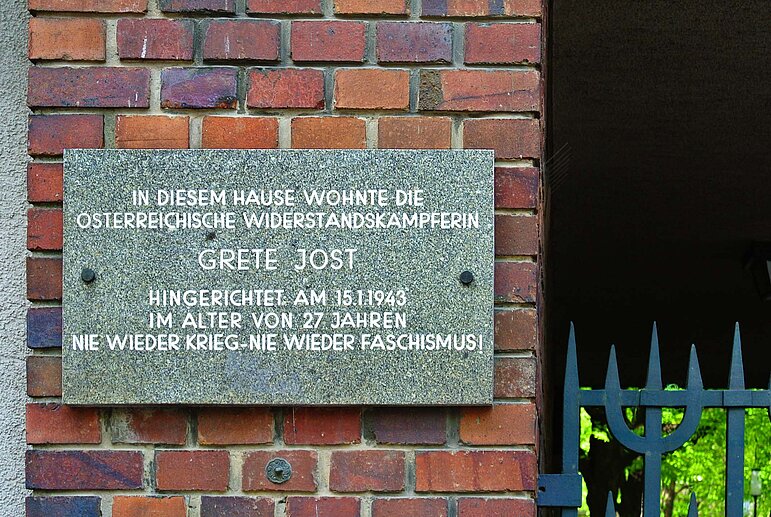 IN DIESEM HAUSE WOHNTE DIE
ÖSTERREICHISCHE WIDERSTANDSKÄMPFERIN
GRETE JOST
HINGERICHTET AM 15.1.1943
IM ALTER VON 27 JAHREN
NIE WIEDER KRIEG-NIE WIEDER FASCHISMUS!